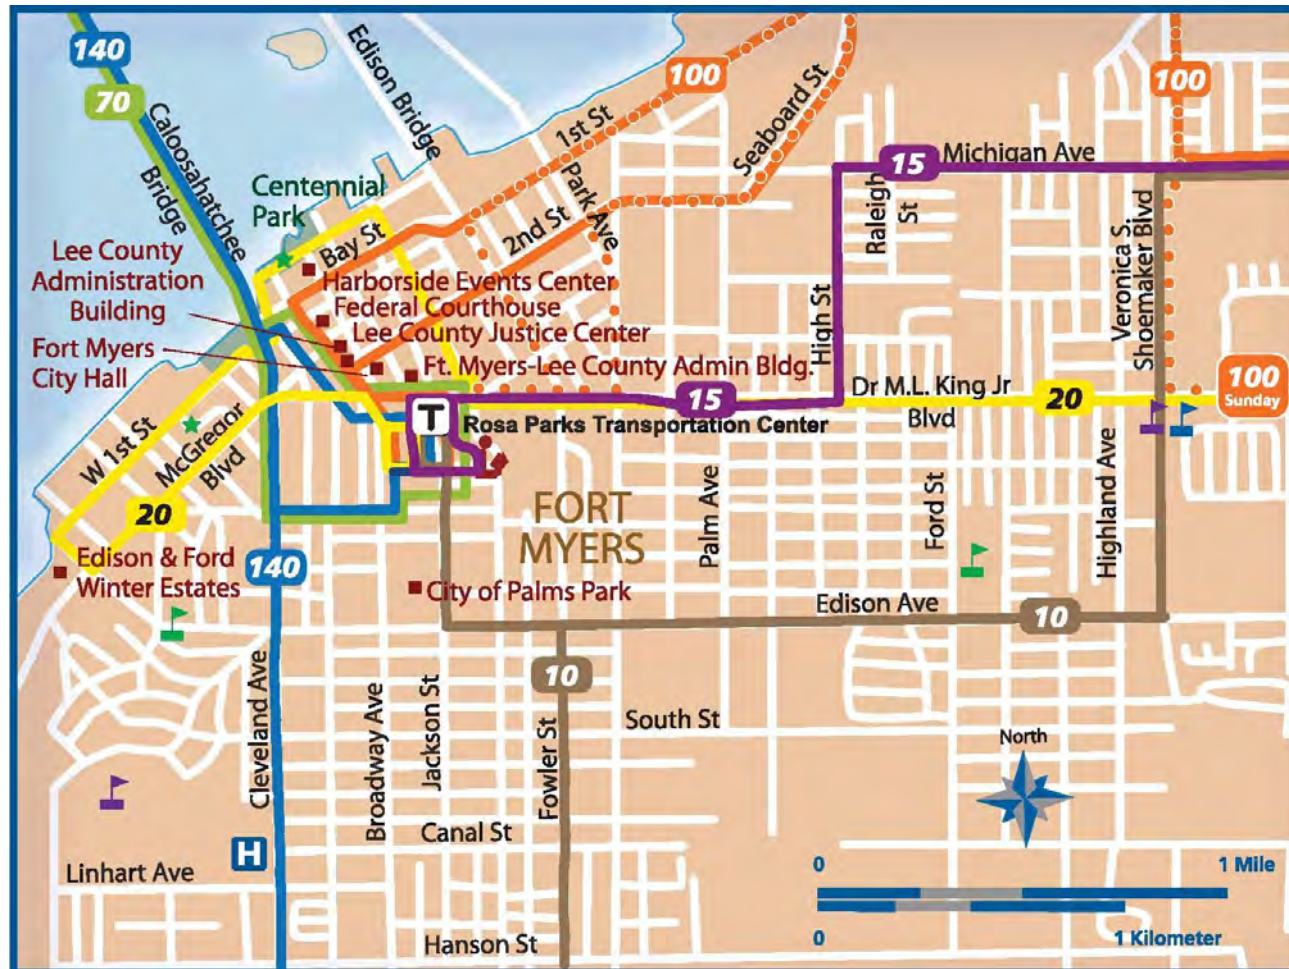 140
70
Caloosahatchee
Bridge
Edison Bridge
100
1st St
Seaboard St
100
Park Ave
2nd St
Michigan Ave
15
Raleigh
St
Veronica S.
Shoemaker Blvd
Centennial
Park
Bay St
Lee County
Administration
Building
Harborside Events Center
Federal Courthouse
Lee County Justice Center
Fort Myers
City Hall
Ft. Myers-Lee County Admin Bldg.
High St
Dr M.L. King Jr
Blvd
15
20
100
Sunday
T
Rosa Parks Transportation Center
W 1st St
McGregor
Blvd
20
FORT
MYERS
Palm Ave
Ford St
Highland Ave
Edison & Ford
Winter Estates
140
City of Palms Park
Edison Ave
10
10
Cleveland Ave
Broadway Ave
Jackson St
Fowler St
South St
North
Canal St
H
Linhart Ave
Hanson St
0
1 Mile
0
1 Kilometer